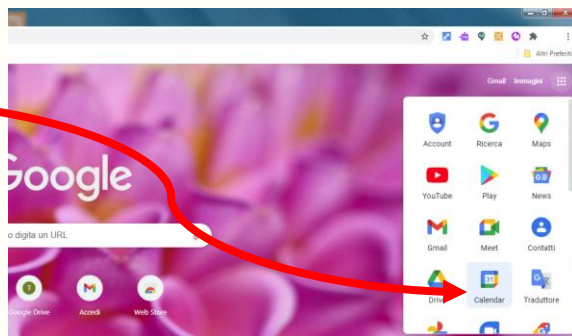 Altri Preferiti
Gmail Immagini
Account Ricerca Maps
Google
YouTube Play News
o digita un URL
Gmail Meet Contatti
31
Google Drive Accedi Web Store
Drive Calendar Traduttore